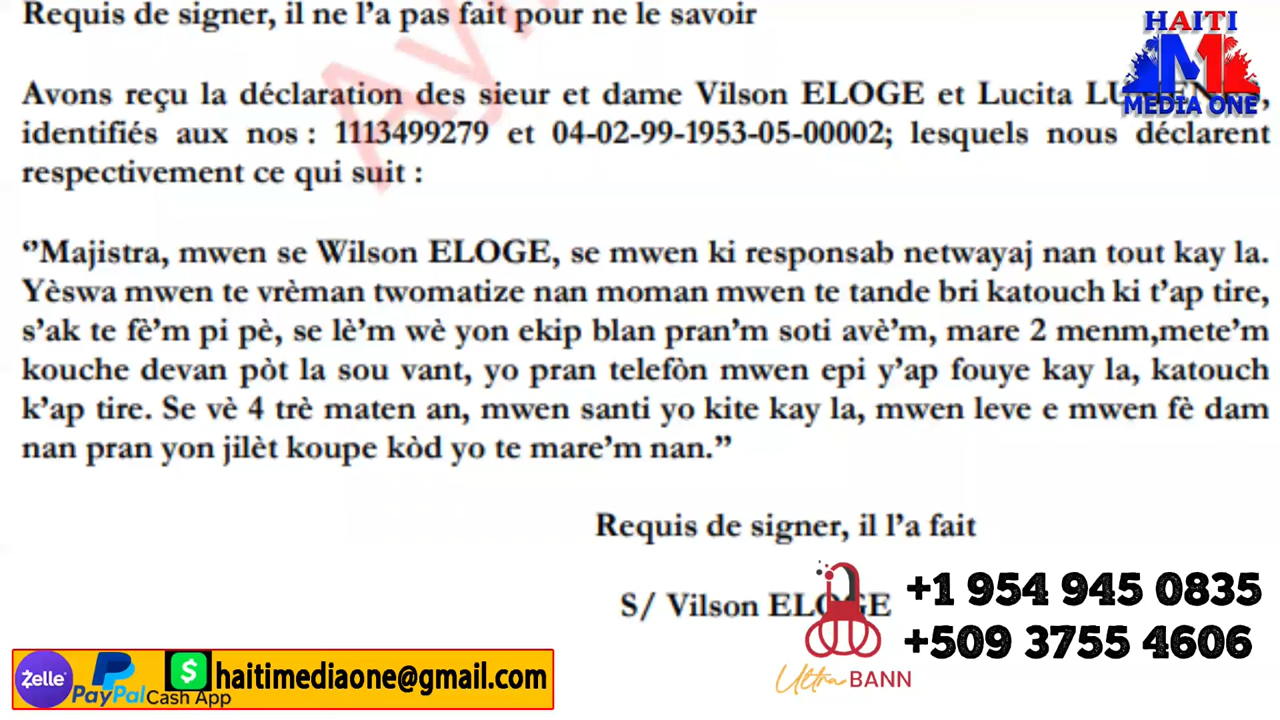 Requis de signer, il ne l’a pas fait pour ne le savoir
HAITI
M
MEDIA ONE
Avons reçu la déclaration des sieur et dame Vilson ELOGE et Lucita
identifiés aux nos : 1113499279 et 04-02-99-1953-05-00002; lesquels nous déclarent
respectivement ce qui suit :
‘’Majistra, mwen se Wilson ELOGE, se mwen ki responsab netwayaj nan tout kay la.
Yèswa mwen te vrèman twomatize nan moman mwen te tande bri katouch ki t’ap tire,
s’ak te fè’m pi pè, se lè’m wè yon ekip blan pran’m soti avè’m, mare 2 menm,mete’m
kouche devan pòt la sou vant, yo pran telefòn mwen epi y’ap fouye kay la, katouch
k’ap tire. Se vè 4 trè maten an, mwen santi yo kite kay la, mwen leve e mwen fè dam
nan pran yon jilèt koupe kòd yo te mare’m nan.’’
Requis de signer, il l’a fait
S/ Vilson ELOGE
+1 954 945 0835
+509 3755 4606
Ultra BANN
Zelle
PayPal
$
Cash App
haitimediaone@gmail.com